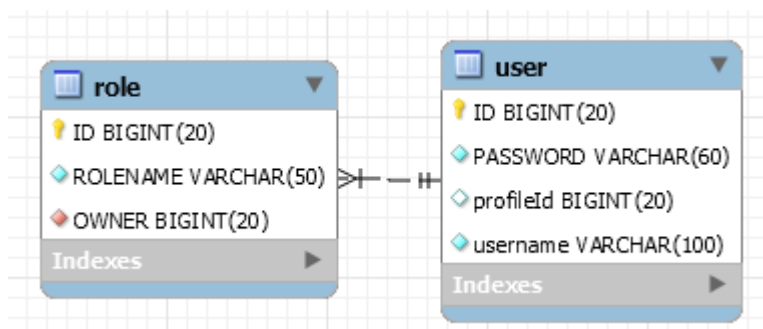 role
ID BIGINT(20)
ROLENAME VARCHAR(50)
OWNER BIGINT(20)
Indexes
user
ID BIGINT(20)
PASSWORD VARCHAR(60)
profileId BIGINT(20)
username VARCHAR(100)
Indexes